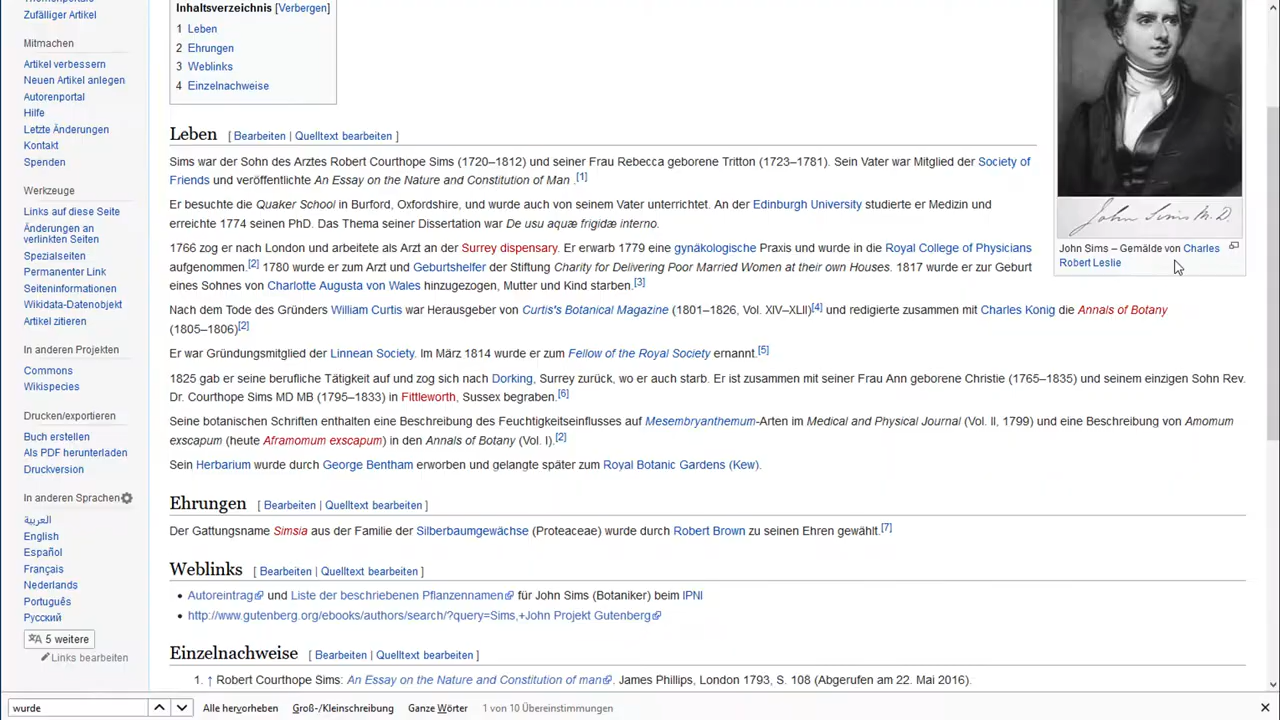 Themenportale
Zufälliger Artikel
Mitmachen
Artikel verbessern
Neuen Artikel anlegen
Autorenportal
Hilfe
Letzte Änderungen
Kontakt
Spenden
Werkzeuge
Links auf diese Seite
Änderungen an
verlinkten Seiten
Spezialseiten
Permanenter Link
Seiteninformationen
Wikidata-Datenobjekt
Artikel zitieren
In anderen Projekten
Commons
Wikispecies
Drucken/exportieren
Buch erstellen
Als PDF herunterladen
Druckversion
In anderen Sprachen
العربية
English
Español
Français
Nederlands
Português
Русский
5 weitere
Links bearbeiten
Inhaltsverzeichnis [Verbergen]
1 Leben
2 Ehrungen
3 Weblinks
4 Einzelnachweise
John Sims M.D.
John Sims – Gemälde von Charles
Robert Leslie
Leben [ Bearbeiten | Quelltext bearbeiten ]
Sims war der Sohn des Arztes Robert Courthope Sims (1720–1812) und seiner Frau Rebecca geborene Tritton (1723–1781). Sein Vater war Mitglied der Society of
Friends und veröffentlichte An Essay on the Nature and Constitution of Man .[1]
Er besuchte die Quaker School in Burford, Oxfordshire, und wurde auch von seinem Vater unterrichtet. An der Edinburgh University studierte er Medizin und
erreichte 1774 seinen PhD. Das Thema seiner Dissertation war De usu aquæ frigidæ interno.
1766 zog er nach London und arbeitete als Arzt an der Surrey dispensary. Er erwarb 1779 eine gynäkologische Praxis und wurde in die Royal College of Physicians
aufgenommen.[2] 1780 wurde er zum Arzt und Geburtshelfer der Stiftung Charity for Delivering Poor Married Women at their own Houses. 1817 wurde er zur Geburt
eines Sohnes von Charlotte Augusta von Wales hinzugezogen, Mutter und Kind starben.[3]
Nach dem Tode des Gründers William Curtis war Herausgeber von Curtis's Botanical Magazine (1801–1826, Vol. XIV–XLII)[4] und redigierte zusammen mit Charles Konig die Annals of Botany
(1805–1806)[2]
Er war Gründungsmitglied der Linnean Society. Im März 1814 wurde er zum Fellow of the Royal Society ernannt.[5]
1825 gab er seine berufliche Tätigkeit auf und zog sich nach Dorking, Surrey zurück, wo er auch starb. Er ist zusammen mit seiner Frau Ann geborene Christie (1765–1835) und seinem einzigen Sohn Rev.
Dr. Courthope Sims MD MB (1795–1833) in Fittleworth, Sussex begraben.[6]
Seine botanischen Schriften enthalten eine Beschreibung des Feuchtigkeitseinflusses auf Mesembryanthemum-Arten im Medical and Physical Journal (Vol. II, 1799) und eine Beschreibung von Amomum
exscapum (heute Aframomum exscapum) in den Annals of Botany (Vol. I).[2]
Sein Herbarium wurde durch George Bentham erworben und gelangte später zum Royal Botanic Gardens (Kew).
Ehrungen [ Bearbeiten | Quelltext bearbeiten ]
Der Gattungsname Simsia aus der Familie der Silberbaumgewächse (Proteaceae) wurde durch Robert Brown zu seinen Ehren gewählt.[7]
Weblinks [ Bearbeiten | Quelltext bearbeiten ]
• Autoreintrag und Liste der beschriebenen Pflanzennamen für John Sims (Botaniker) beim IPNI
• http://www.gutenberg.org/ebooks/authors/search/?query=Sims,+John Projekt Gutenberg
Einzelnachweise [ Bearbeiten | Quelltext bearbeiten ]
1. ↑ Robert Courthope Sims: An Essay on the Nature and Constitution of man. James Phillips, London 1793, S. 108 (Abgerufen am 22. Mai 2016).
wurde
Alle hervorheben Groß-/Kleinschreibung Ganze Wörter 1 von 10 Übereinstimmungen